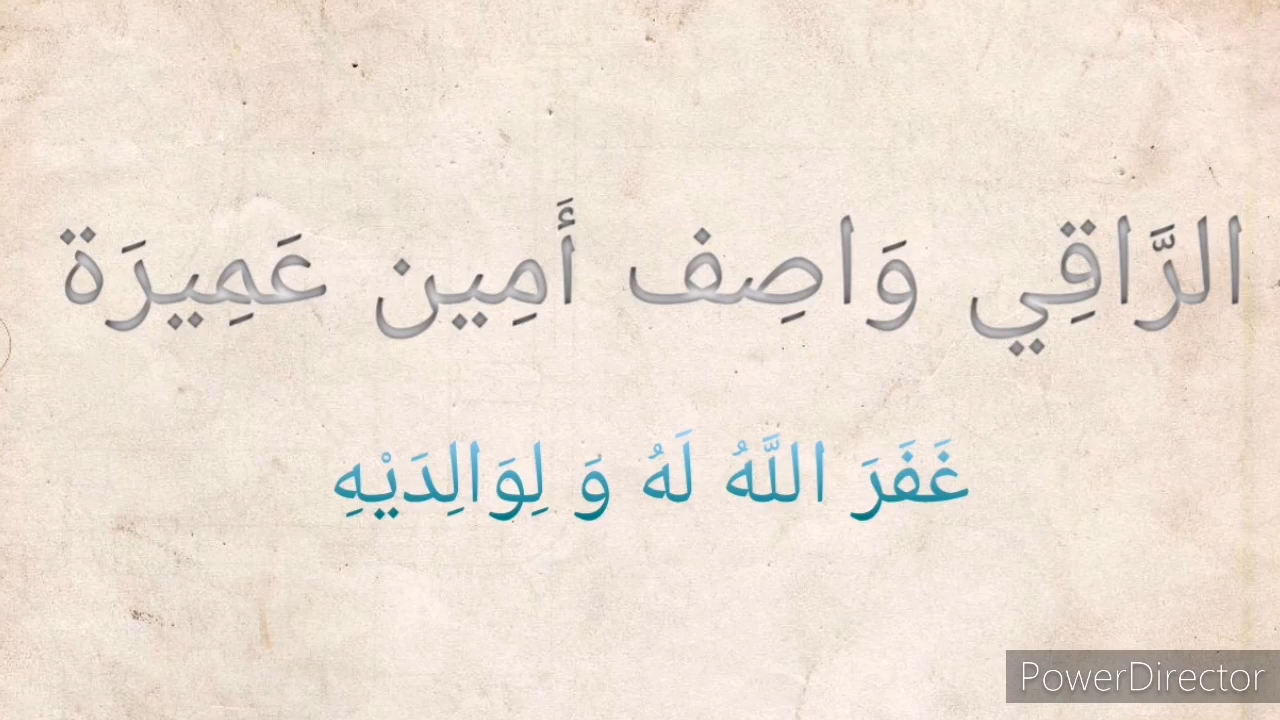 الرَّاقِي وَاصِف أَمِين عَمِيرَة
غَفَرَ اللَّهُ لَهُ وَ لِوَالِدَيْهِ
PowerDirector